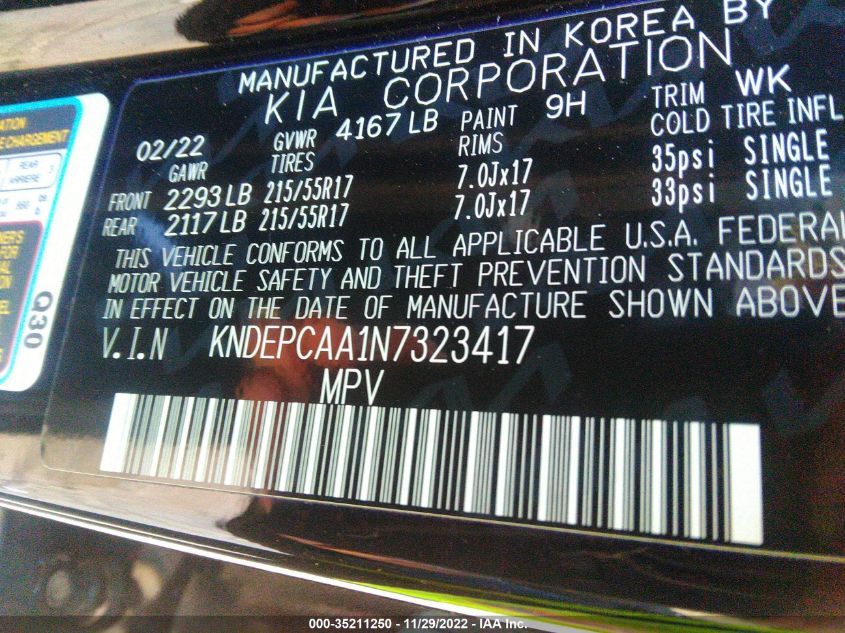 MANUFACTURED IN KOREA BY
KIA CORPORATION
02/22 GVWR 4167 LB PAINT 9H TRIM WK
GAWR TIRES RIMS COLD TIRE INFL
FRONT 2293 LB 215/55R17 7.0Jx17 35psi SINGLE
REAR 2117 LB 215/55R17 7.0Jx17 33psi SINGLE
THIS VEHICLE CONFORMS TO ALL APPLICABLE U.S.A. FEDERAL
MOTOR VEHICLE SAFETY AND THEFT PREVENTION STANDARDS
IN EFFECT ON THE DATE OF MANUFACTURE SHOWN ABOVE
V.I.N KNDEPCAA1N7323417
MPV
CHARGEMENT
REAR
ARRIERE
Q30
000-35211250 - 11/29/2022 - IAA Inc.